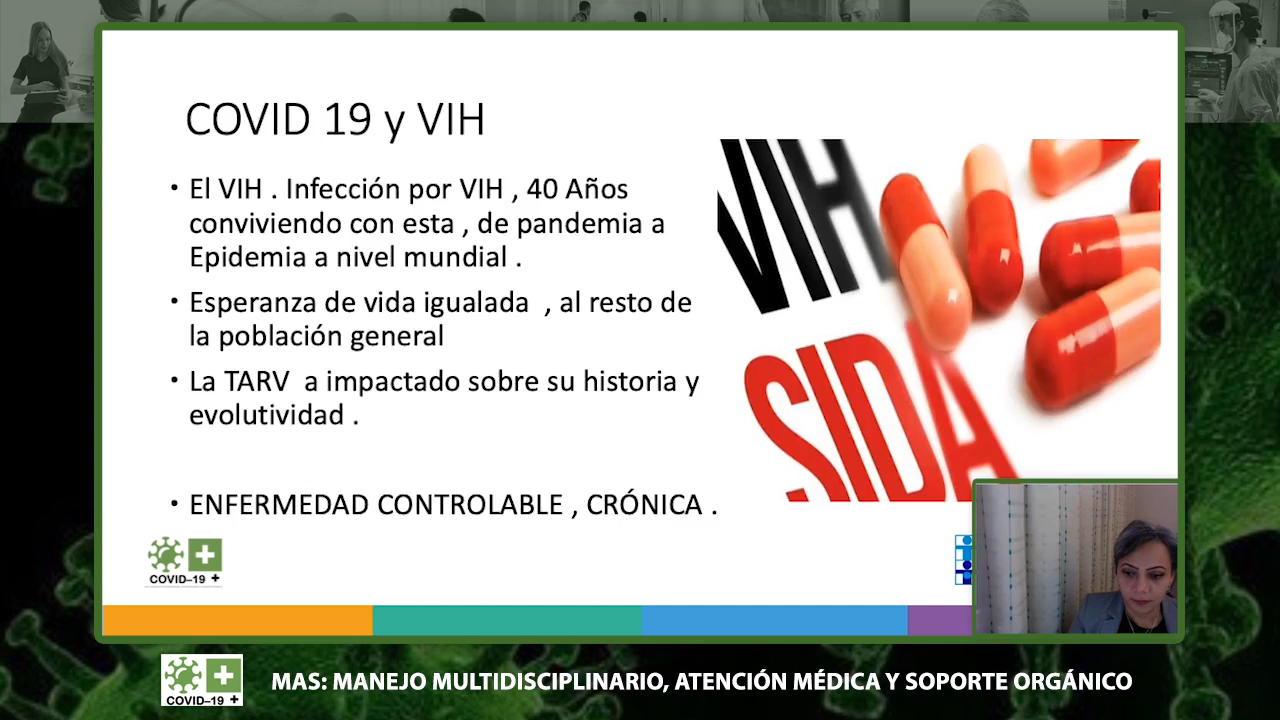 COVID 19 y VIH
• El VIH . Infección por VIH , 40 Años
conviviendo con esta , de pandemia a
Epidemia a nivel mundial .
• Esperanza de vida igualada  , al resto de
la población general
• La TARV  a impactado sobre su historia y
evolutividad .
• ENFERMEDAD CONTROLABLE , CRÓNICA .
VIH
SIDA
COVID–19 +
COVID–19 +
MAS: MANEJO MULTIDISCIPLINARIO, ATENCIÓN MÉDICA Y SOPORTE ORGÁNICO